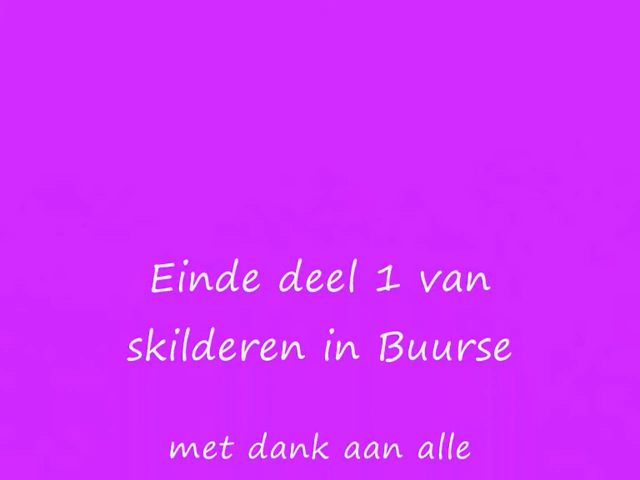 Einde deel 1 van
skilderen in Buurse
met dank aan alle